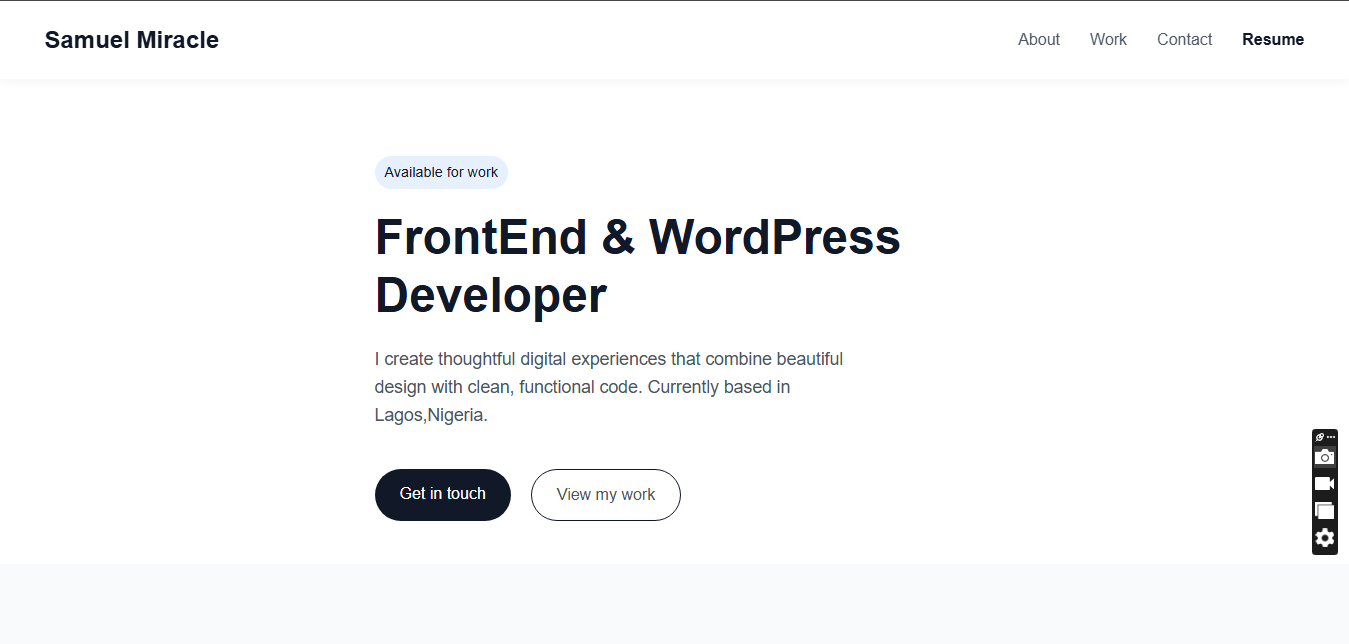 Samuel Miracle
About Work Contact Resume
Available for work
FrontEnd & WordPress
Developer
I create thoughtful digital experiences that combine beautiful
design with clean, functional code. Currently based in
Lagos,Nigeria.
Get in touch
View my work